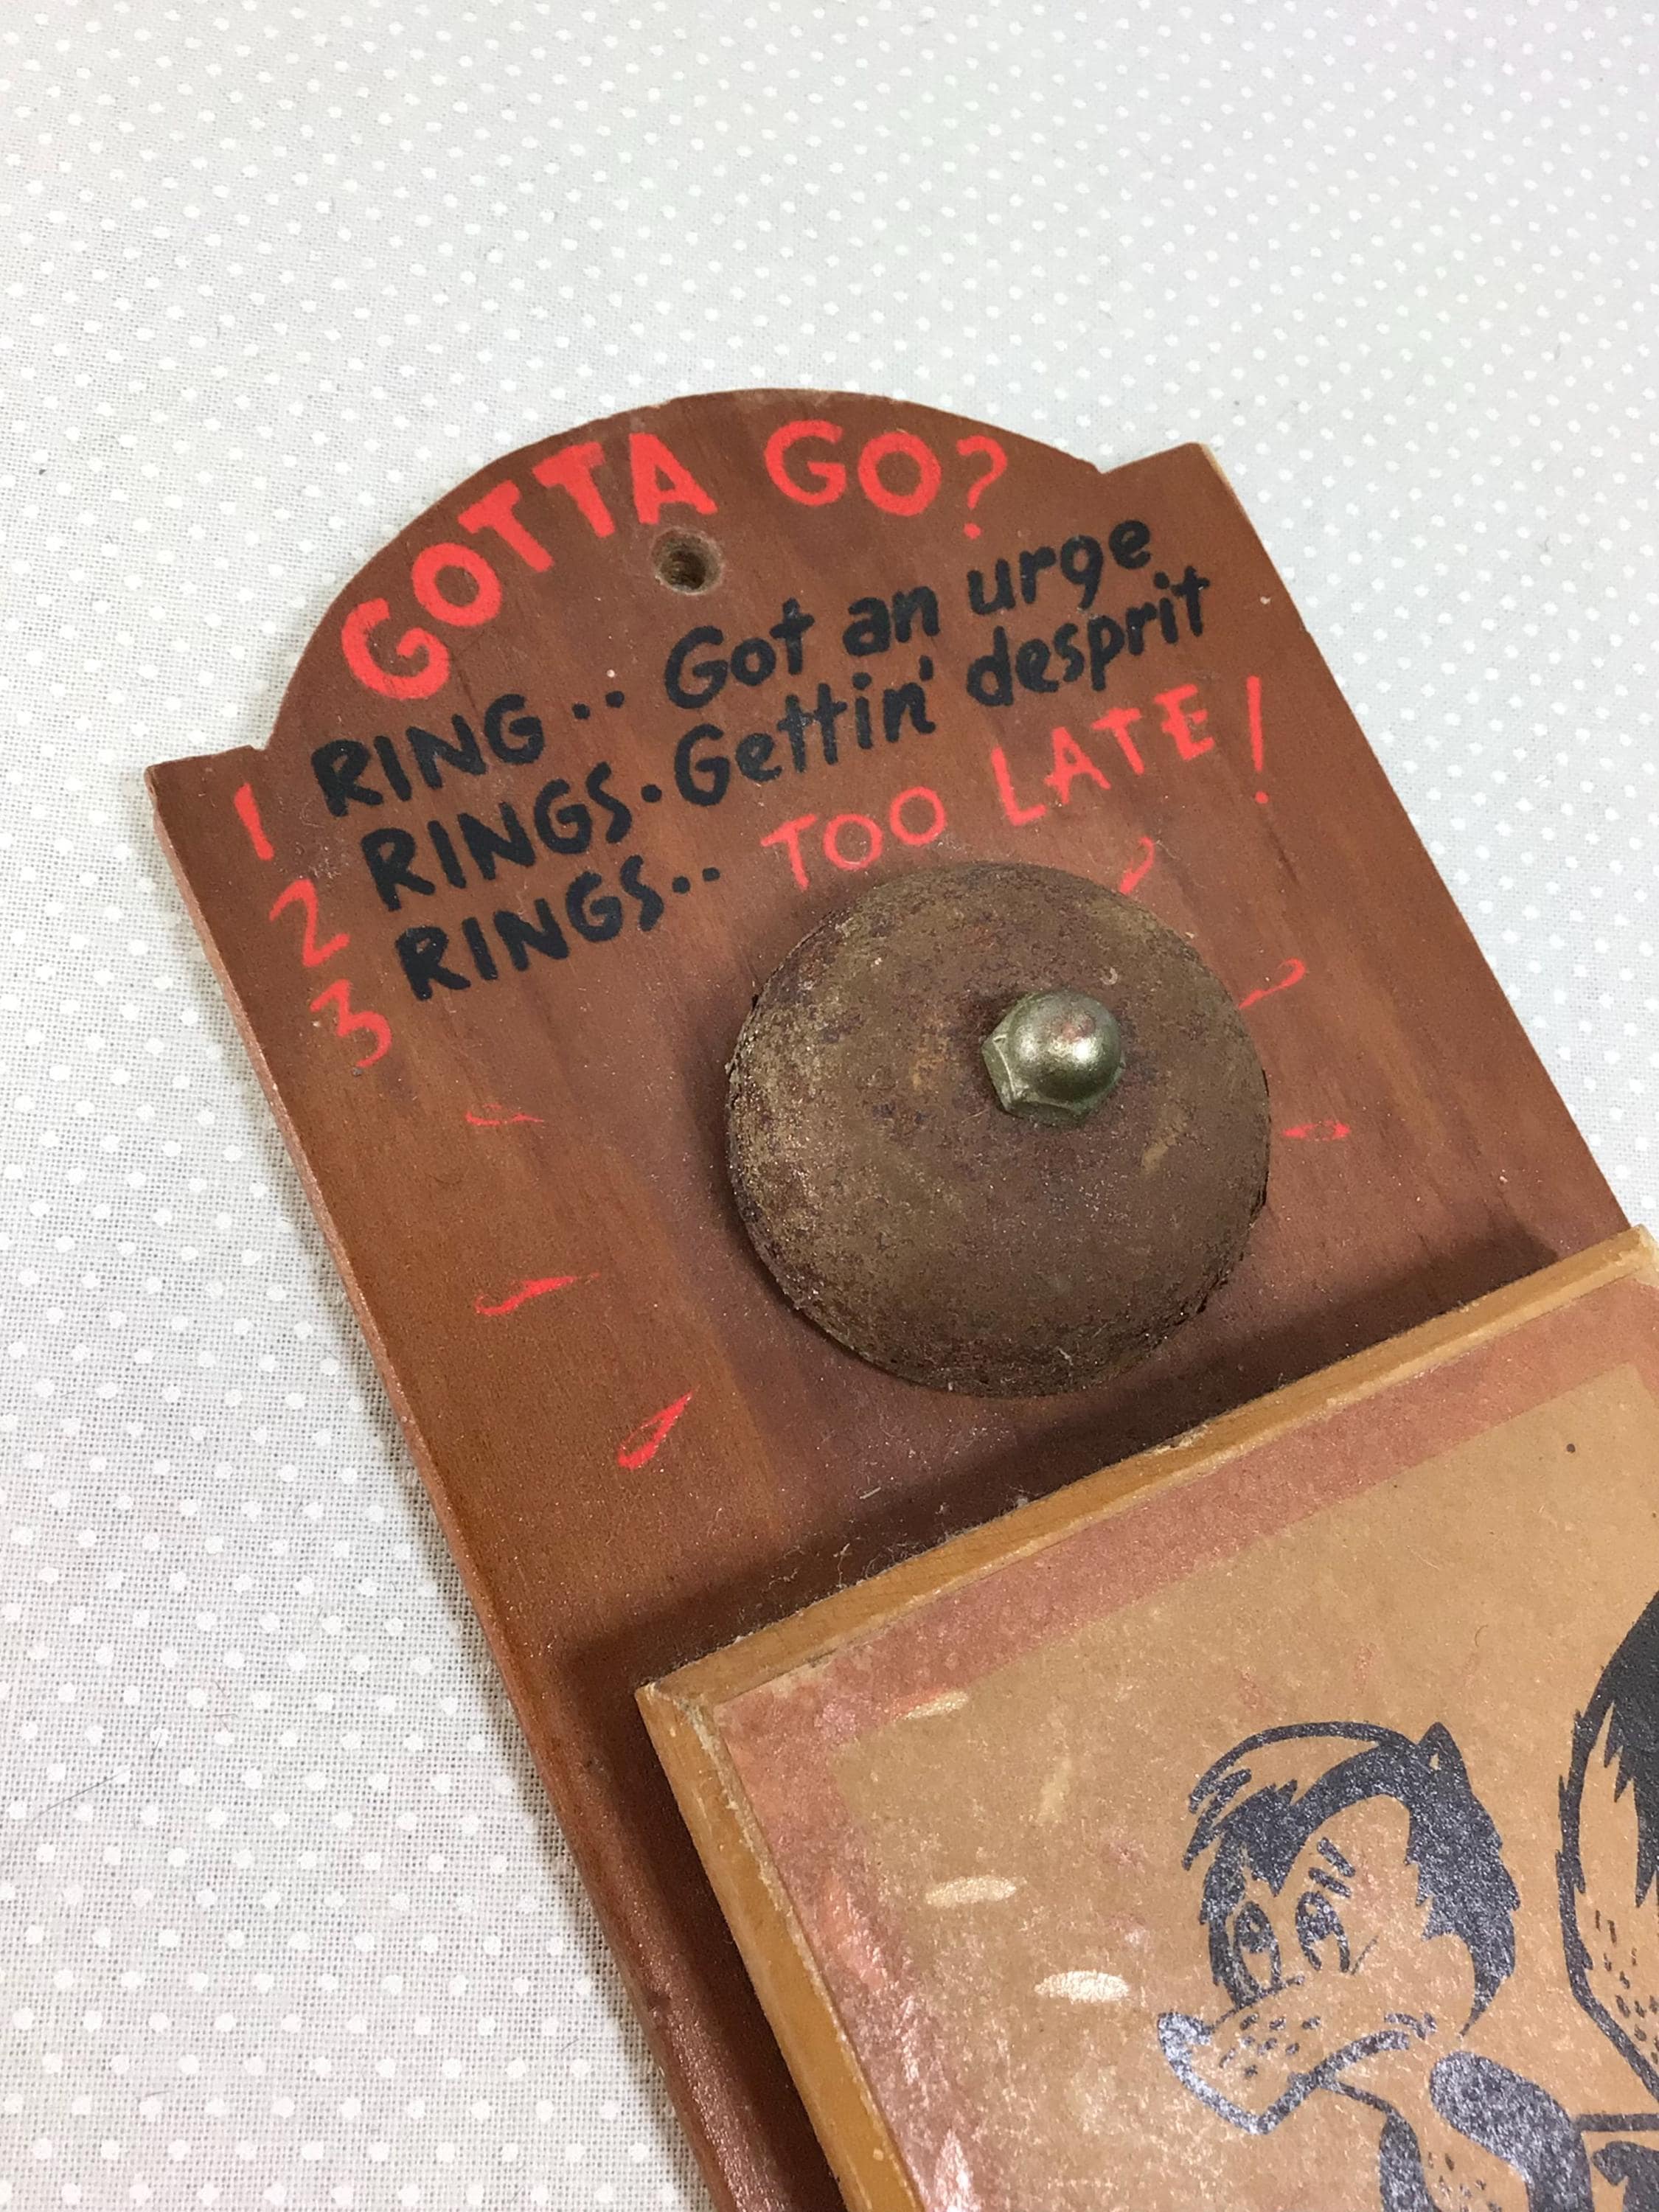 GOTTA GO?
1 RING.. Got an urge
2 RINGS. Gettin' desprit
3 RINGS.. TOO LATE!